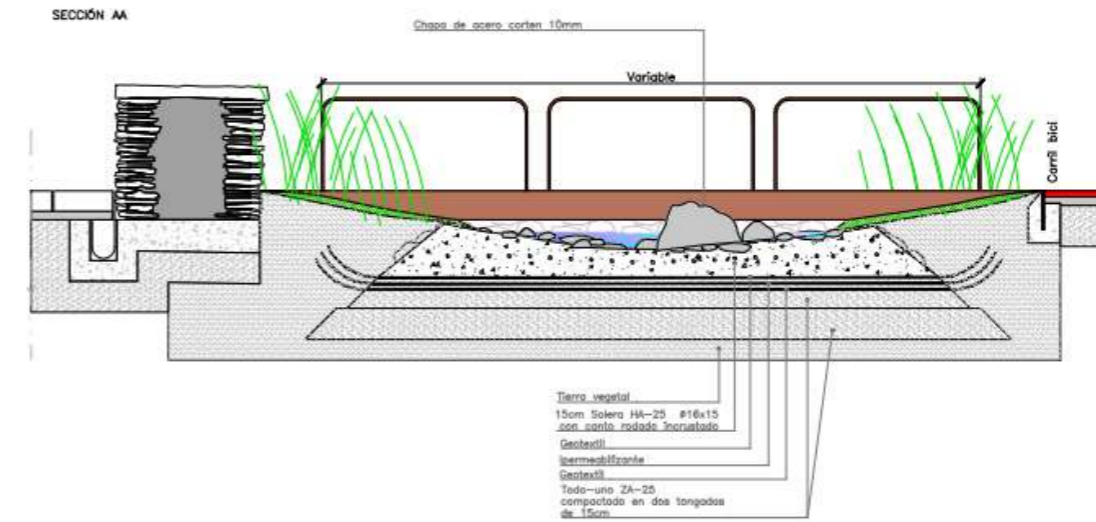 SECCIÓN AA
Chapa de acero corten 10mm
Variable
Carril bici
Tierra vegetal
15cm Solera HA-25 #16x15
con canto rodado incrustado
Geotextil
Ipermeabilizante
Geotextil
Todo-uno ZA-25
compactado en dos tongadas
de 15cm